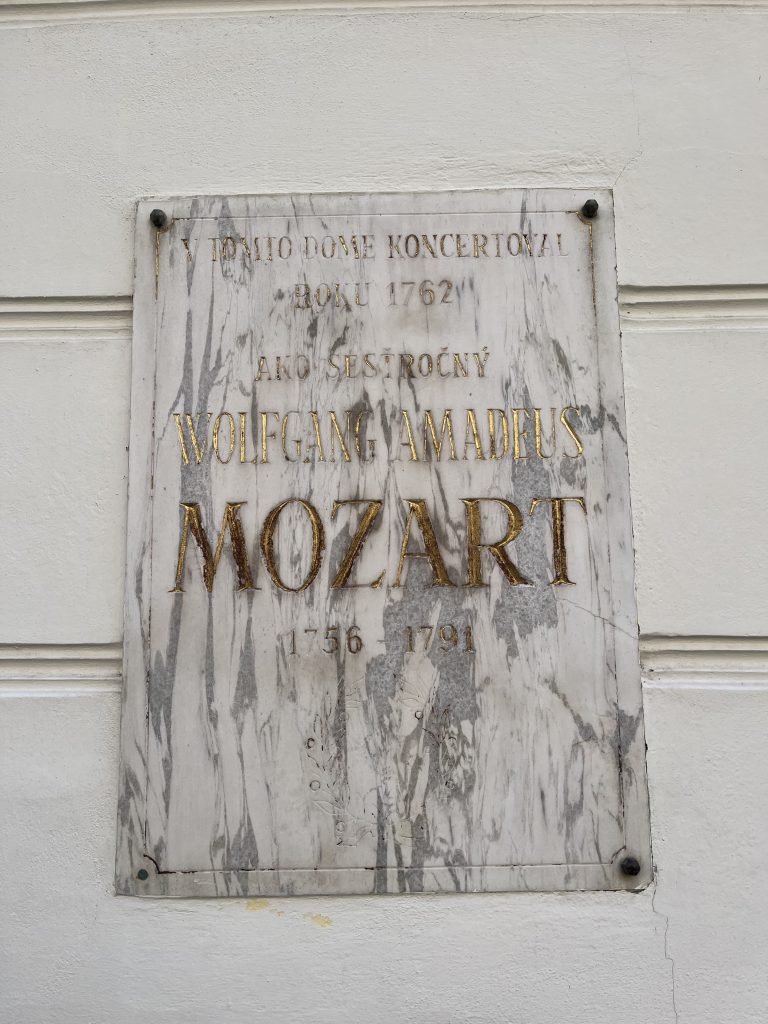 V TOMTO DOME KONCERTOVAL
ROKU 1762
AKO ŠESŤROČNÝ
WOLFGANG AMADEUS
MOZART
1756 - 1791